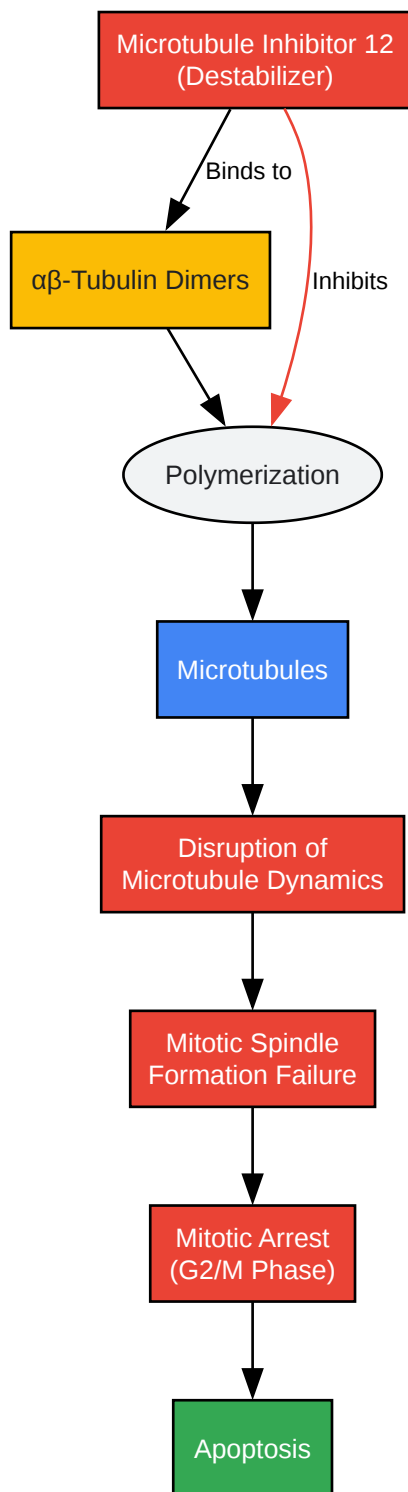 Microtubule Inhibitor 12
(Destabilizer)
Binds to
αβ-Tubulin Dimers
Inhibits
Polymerization
Microtubules
Disruption of
Microtubule Dynamics
Mitotic Spindle
Formation Failure
Mitotic Arrest
(G2/M Phase)
Apoptosis